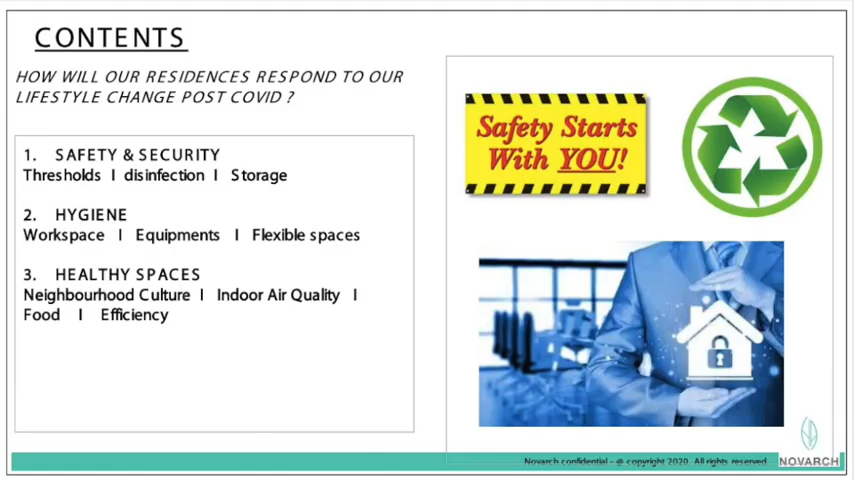 CONTENTS
HOW WILL OUR RESIDENCES RESPOND TO OUR
LIFESTYLE CHANGE POST COVID ?
1. SAFETY & SECURITY
Thresholds I disinfection I Storage
2. HYGIENE
Workspace I Equipments I Flexible spaces
3. HEALTHY SPACES
Neighbourhood Culture I Indoor Air Quality I
Food I Efficiency
Safety Starts
With YOU!
Novarch confidential – @ copyright 2020. All rights reserved.
NOVARCH